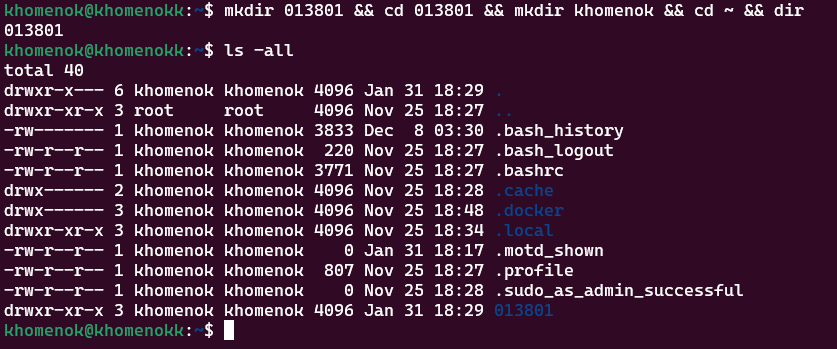 khomenok@khomenokk:~$ mkdir 013801 && cd 013801 && mkdir khomenok && cd ~ && dir
013801
khomenok@khomenokk:~$ ls -all
total 40
drwxr-x--- 6 khomenok khomenok 4096 Jan 31 18:29 .
drwxr-xr-x 3 root     root     4096 Nov 25 18:27 ..
-rw------- 1 khomenok khomenok 3833 Dec  8 03:30 .bash_history
-rw-r--r-- 1 khomenok khomenok  220 Nov 25 18:27 .bash_logout
-rw-r--r-- 1 khomenok khomenok 3771 Nov 25 18:27 .bashrc
drwx------ 2 khomenok khomenok 4096 Nov 25 18:28 .cache
drwx------ 3 khomenok khomenok 4096 Nov 25 18:48 .docker
drwxr-xr-x 3 khomenok khomenok 4096 Nov 25 18:34 .local
-rw-r--r-- 1 khomenok khomenok    0 Jan 31 18:17 .motd_shown
-rw-r--r-- 1 khomenok khomenok  807 Nov 25 18:27 .profile
-rw-r--r-- 1 khomenok khomenok    0 Nov 25 18:28 .sudo_as_admin_successful
drwxr-xr-x 3 khomenok khomenok 4096 Jan 31 18:29 013801
khomenok@khomenokk:~$